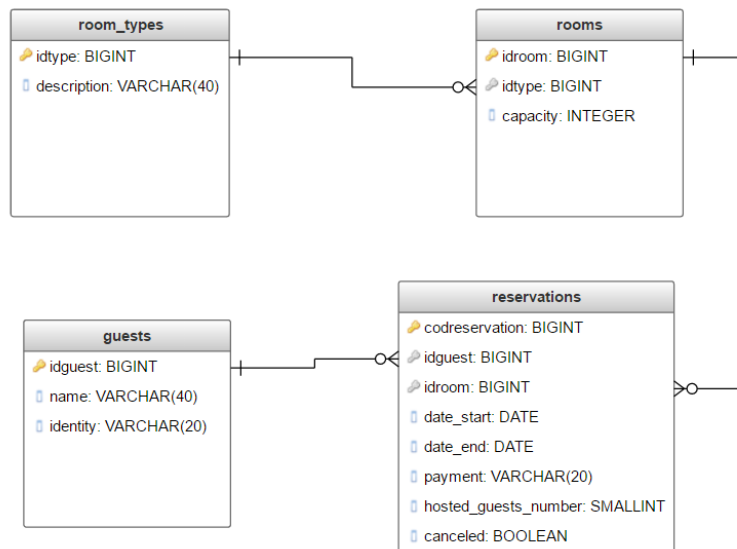 room_types
idtype: BIGINT
description: VARCHAR(40)
rooms
idroom: BIGINT
idtype: BIGINT
capacity: INTEGER
guests
idguest: BIGINT
name: VARCHAR(40)
identity: VARCHAR(20)
reservations
codreservation: BIGINT
idguest: BIGINT
idroom: BIGINT
date_start: DATE
date_end: DATE
payment: VARCHAR(20)
hosted_guests_number: SMALLINT
canceled: BOOLEAN